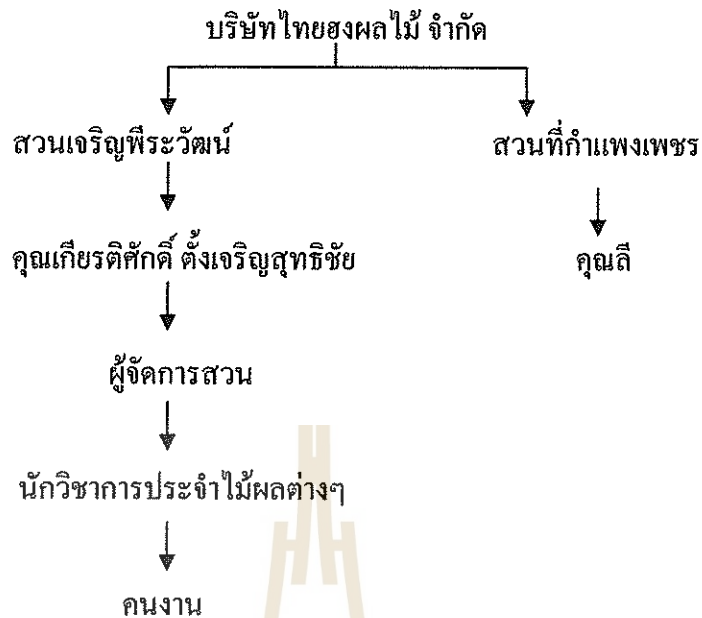 บริษัทไทยฮงผลไม้ จำกัด
สวนเจริญพีระวัฒน์
สวนที่กำแพงเพชร
คุณเกียรติศักดิ์ ตั้งเจริญสุทธิชัย
คุณลี
ผู้จัดการสวน
นักวิชาการประจำไม้ผลต่างๆ
คนงาน